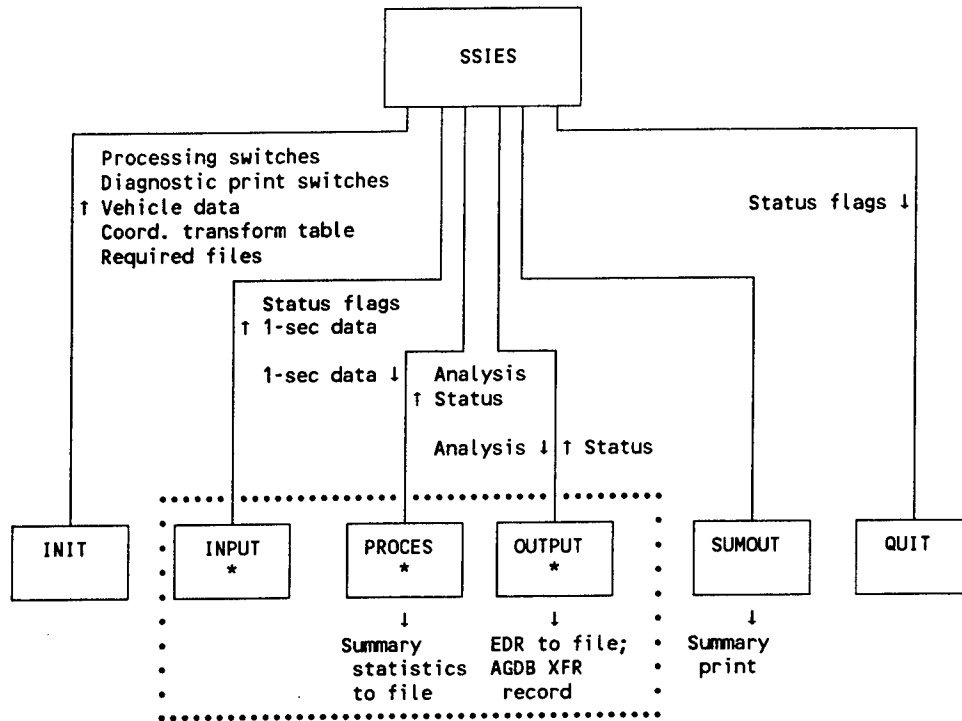 SSIES
Processing switches
Diagnostic print switches
↑ Vehicle data
Coord. transform table
Required files
Status flags ↓
Status flags
↑ 1-sec data
1-sec data ↓
Analysis
↑ Status
Analysis ↓ ↑ Status
INIT
INPUT
*
PROCES
*
OUTPUT
*
SUMOUT
QUIT
↓
Summary
statistics
to file
↓
EDR to file;
AGDB XFR
record
↓
Summary
print